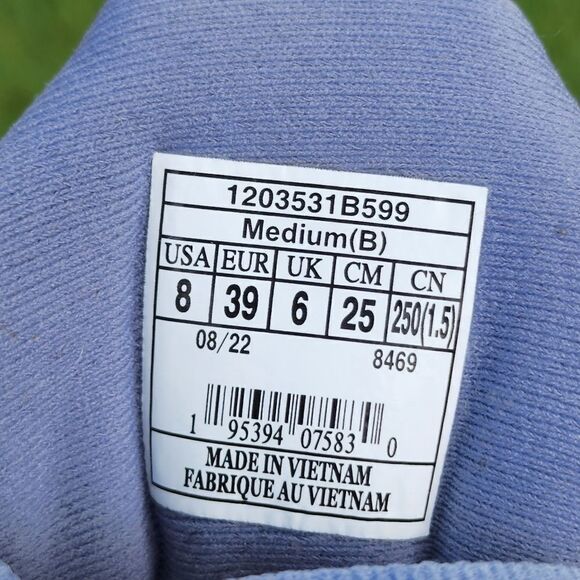 1203531B599
Medium(B)
USA EUR UK CM CN
8 39 6 25 250(1.5)
08/22 8469
1 95394 07583 0
MADE IN VIETNAM
FABRIQUE AU VIETNAM